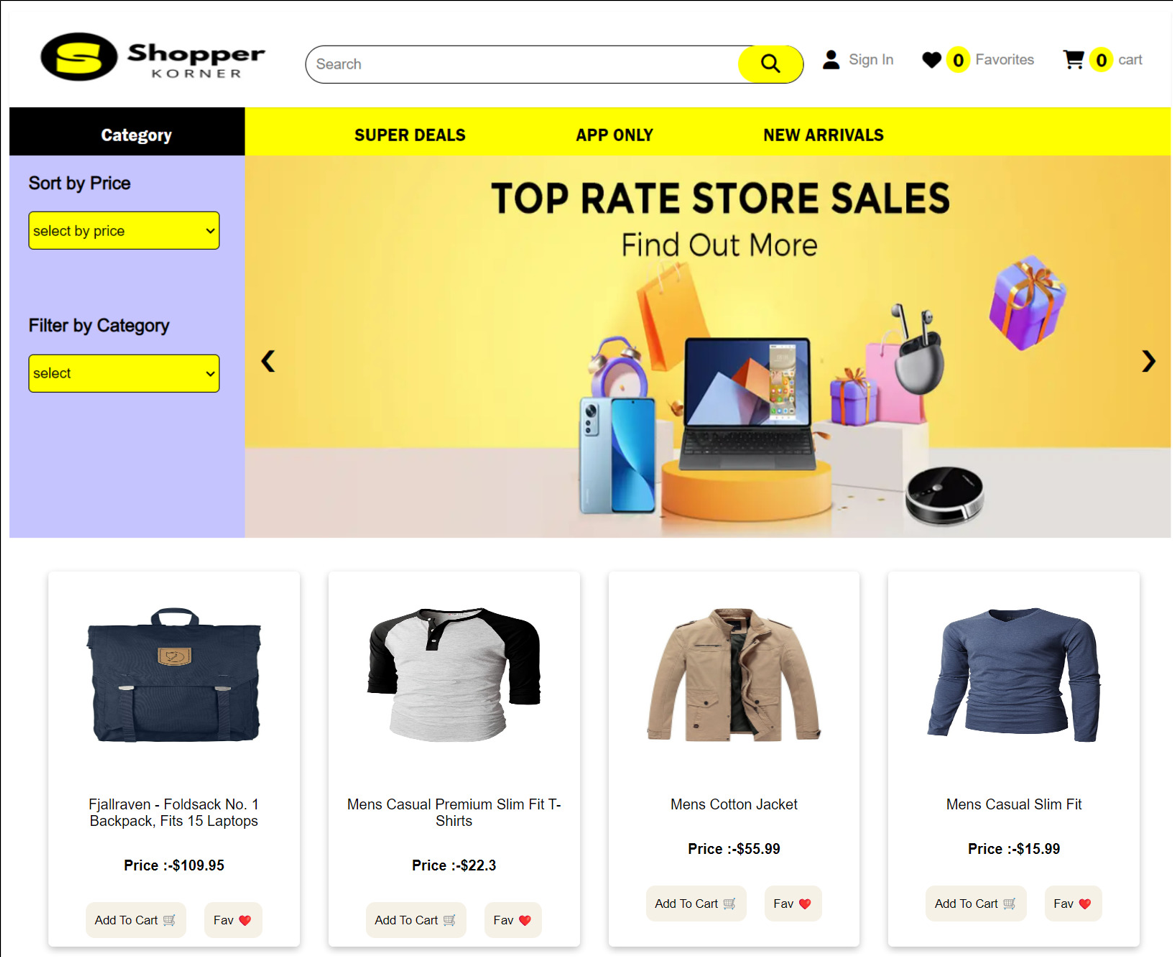 Shopper
KORNER
Search
Sign In
0 Favorites
0 cart
Category
SUPER DEALS
APP ONLY
NEW ARRIVALS
Sort by Price
select by price
Filter by Category
select
TOP RATE STORE SALES
Find Out More
Fjallraven - Foldsack No. 1
Backpack, Fits 15 Laptops
Price :-$109.95
Add To Cart 🛒
Fav ❤️
Mens Casual Premium Slim Fit T-
Shirts
Price :-$22.3
Add To Cart 🛒
Fav ❤️
Mens Cotton Jacket
Price :-$55.99
Add To Cart 🛒
Fav ❤️
Mens Casual Slim Fit
Price :-$15.99
Add To Cart 🛒
Fav ❤️